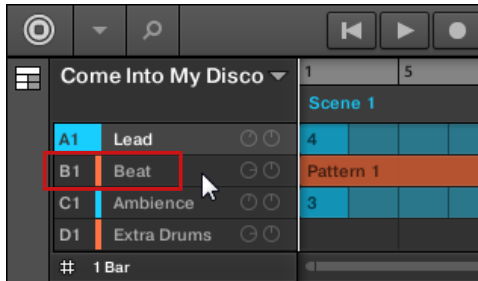 Come Into My Disco
1 5
Scene 1
A1 Lead 4
B1 Beat Pattern 1
C1 Ambience 3
D1 Extra Drums
1 Bar